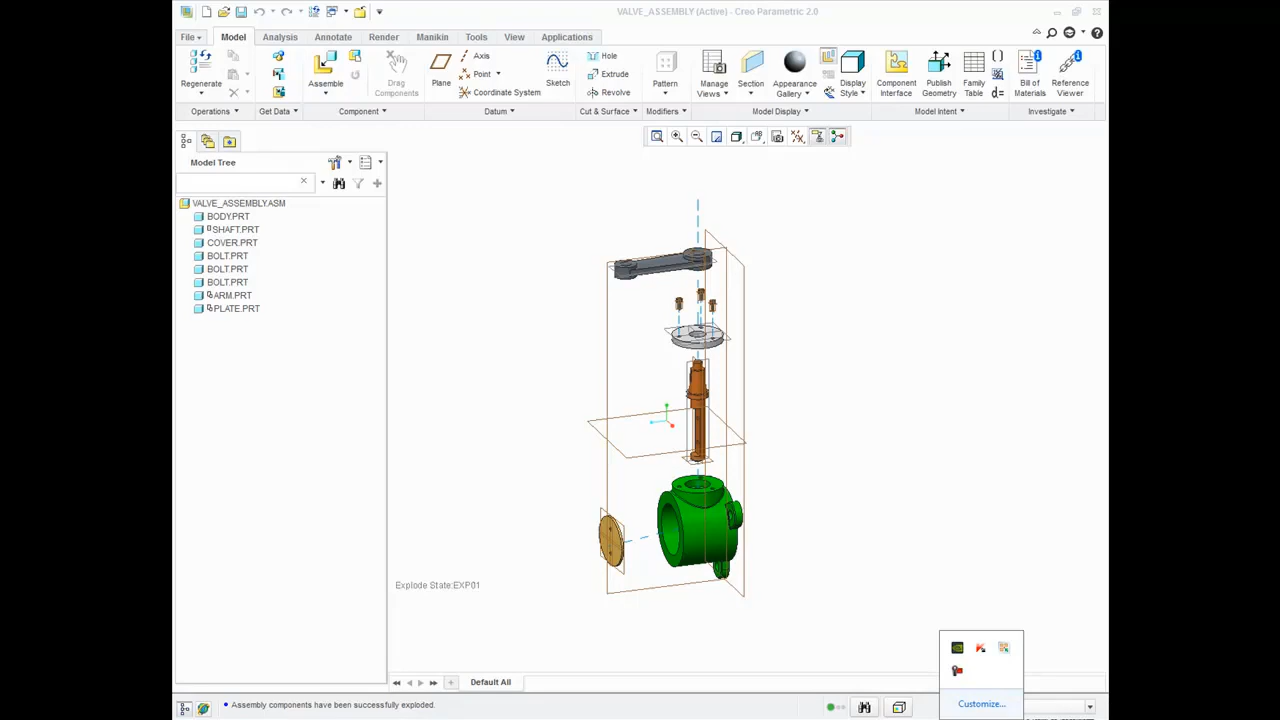 VALVE_ASSEMBLY (Active) - Creo Parametric 2.0
File Model Analysis Annotate Render Manikin Tools View Applications
Regenerate
Assemble
Drag Components
Plane
Axis
Point
Coordinate System
Sketch
Hole
Extrude
Revolve
Pattern
Manage Views
Section
Appearance Gallery
Display Style
Component Interface
Publish Geometry
Family Table
Bill of Materials
Reference Viewer
Operations Get Data Component Datum Cut & Surface Modifiers Model Display Model Intent Investigate
Model Tree
VALVE_ASSEMBLY.ASM
BODY.PRT
SHAFT.PRT
COVER.PRT
BOLT.PRT
BOLT.PRT
BOLT.PRT
ARM.PRT
PLATE.PRT
Explode State:EXP01
Default All
Customize...
Assembly components have been successfully exploded.